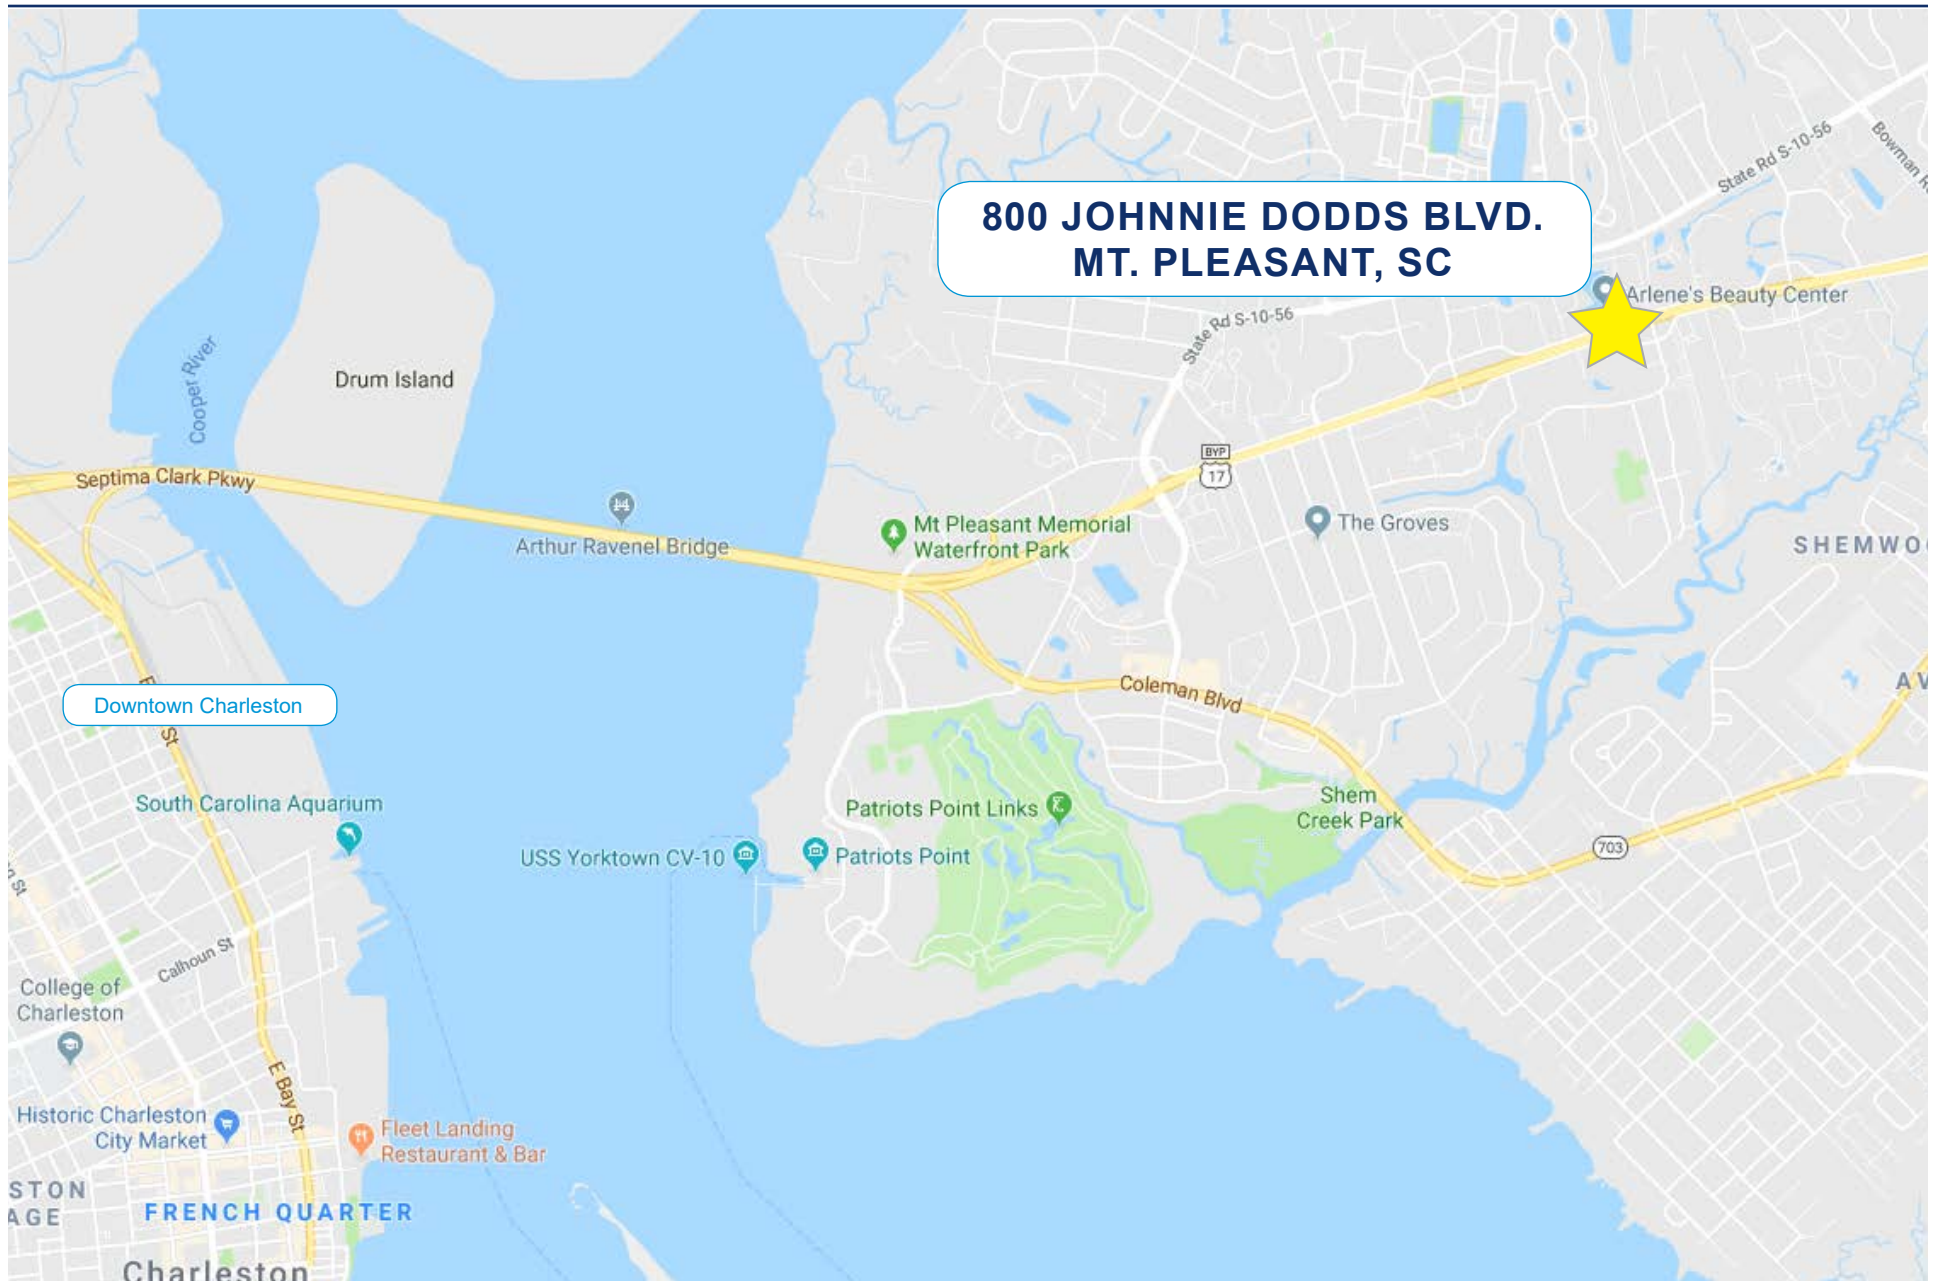 State Rd S-10-56
Bowman R
800 JOHNNIE DODDS BLVD.
MT. PLEASANT, SC
Arlene's Beauty Center
State Rd S-10-56
Cooper River
Drum Island
BYP
17
Septima Clark Pkwy
Arthur Ravenel Bridge
Mt Pleasant Memorial
Waterfront Park
The Groves
SHEMWO
Coleman Blvd
AV
Downtown Charleston
St
South Carolina Aquarium
Patriots Point Links
Shem
Creek Park
USS Yorktown CV-10
Patriots Point
703
St
Calhoun St
College of
Charleston
E Bay St
Historic Charleston
City Market
Fleet Landing
Restaurant & Bar
STON
AGE
FRENCH QUARTER
Charleston